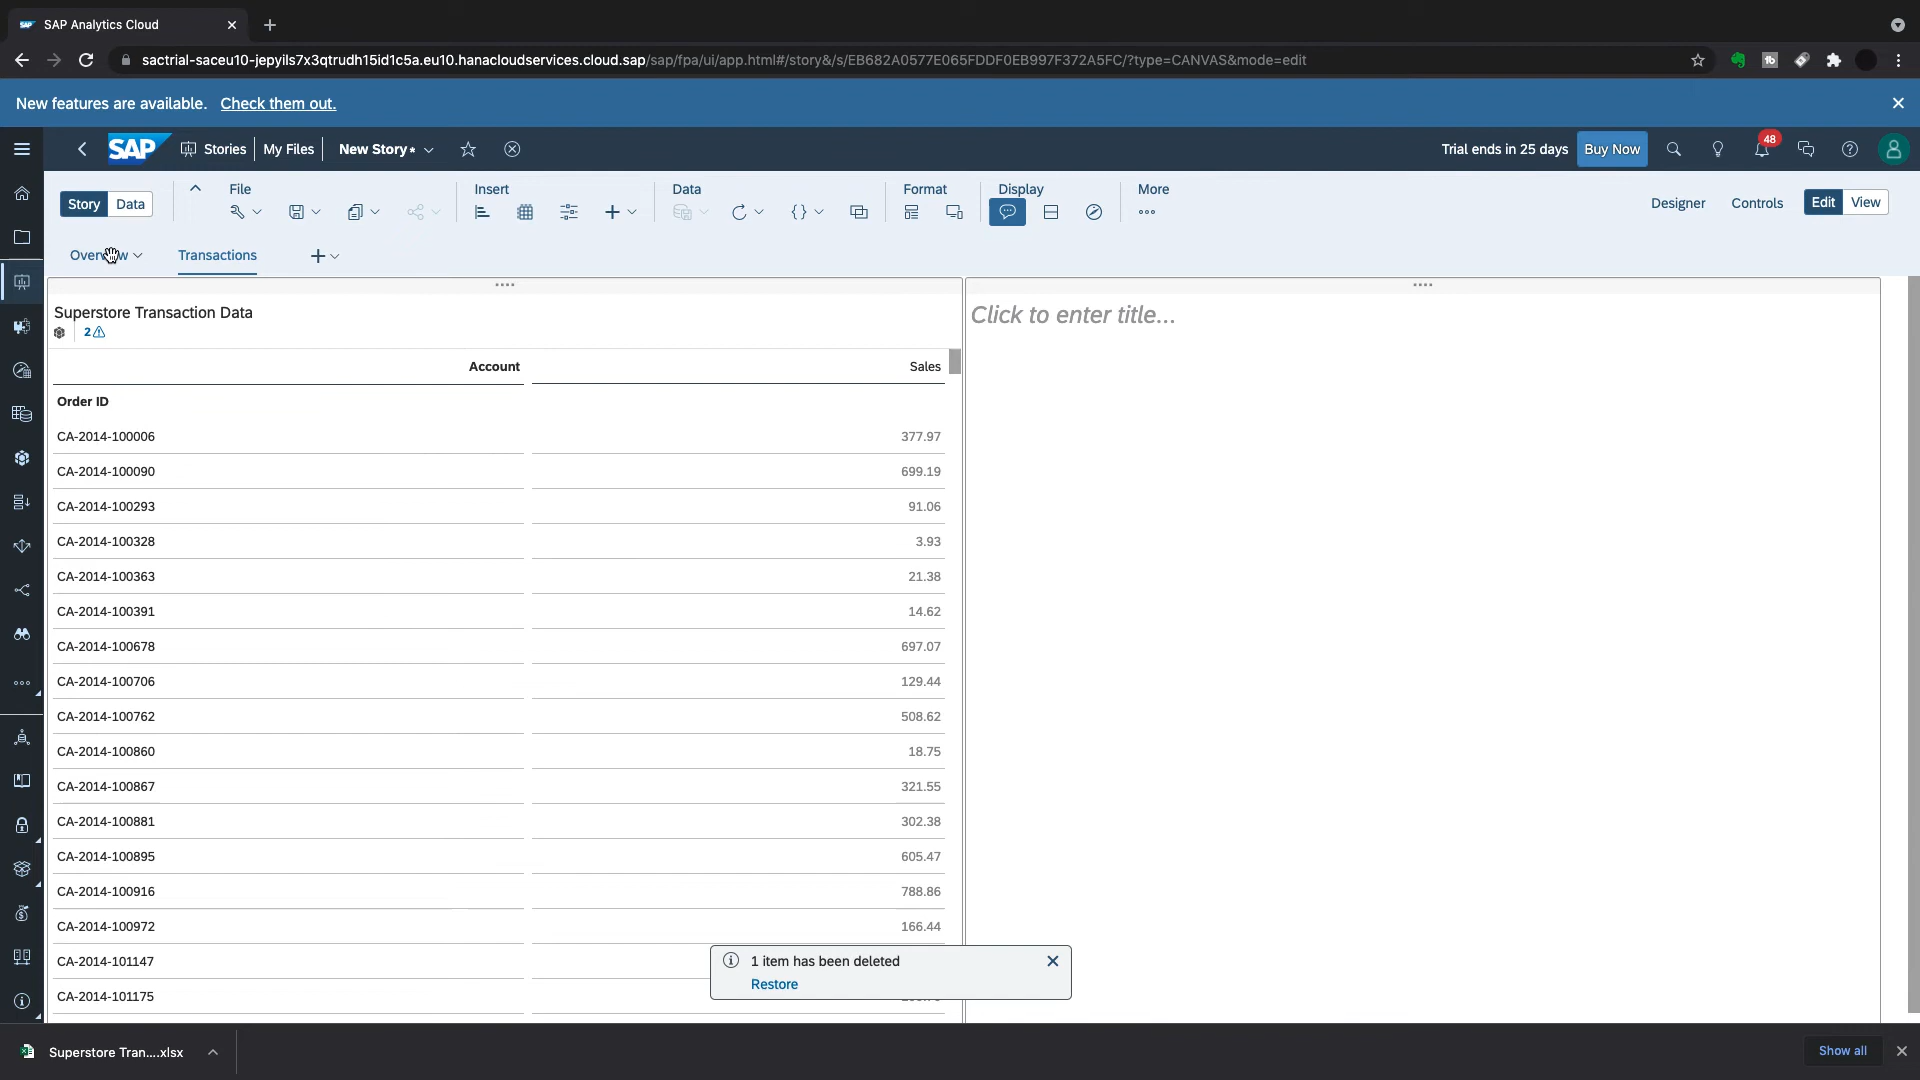 SAP Analytics Cloud
sactrial-saceu10-jepyils7x3qtrudh15id1c5a.eu10.hanacloudservices.cloud.sap/sap/fpa/ui/app.html#/story&/s/EB682A0577E065FDDF0EB997F372A5FC/?type=CANVAS&mode=edit
New features are available. Check them out.
SAP Stories My Files New Story* Trial ends in 25 days Buy Now 48
File Insert Data Format Display More
Story Data Designer Controls Edit View
Overview Transactions
Superstore Transaction Data Click to enter title...
2
Account Sales
Order ID
CA-2014-100006 377.97
CA-2014-100090 699.19
CA-2014-100293 91.06
CA-2014-100328 3.93
CA-2014-100363 21.38
CA-2014-100391 14.62
CA-2014-100678 697.07
CA-2014-100706 129.44
CA-2014-100762 508.62
CA-2014-100860 18.75
CA-2014-100867 321.55
CA-2014-100881 302.38
CA-2014-100895 605.47
CA-2014-100916 788.86
CA-2014-100972 166.44
CA-2014-101147
CA-2014-101175
1 item has been deleted
Restore
Superstore Tran....xlsx Show all